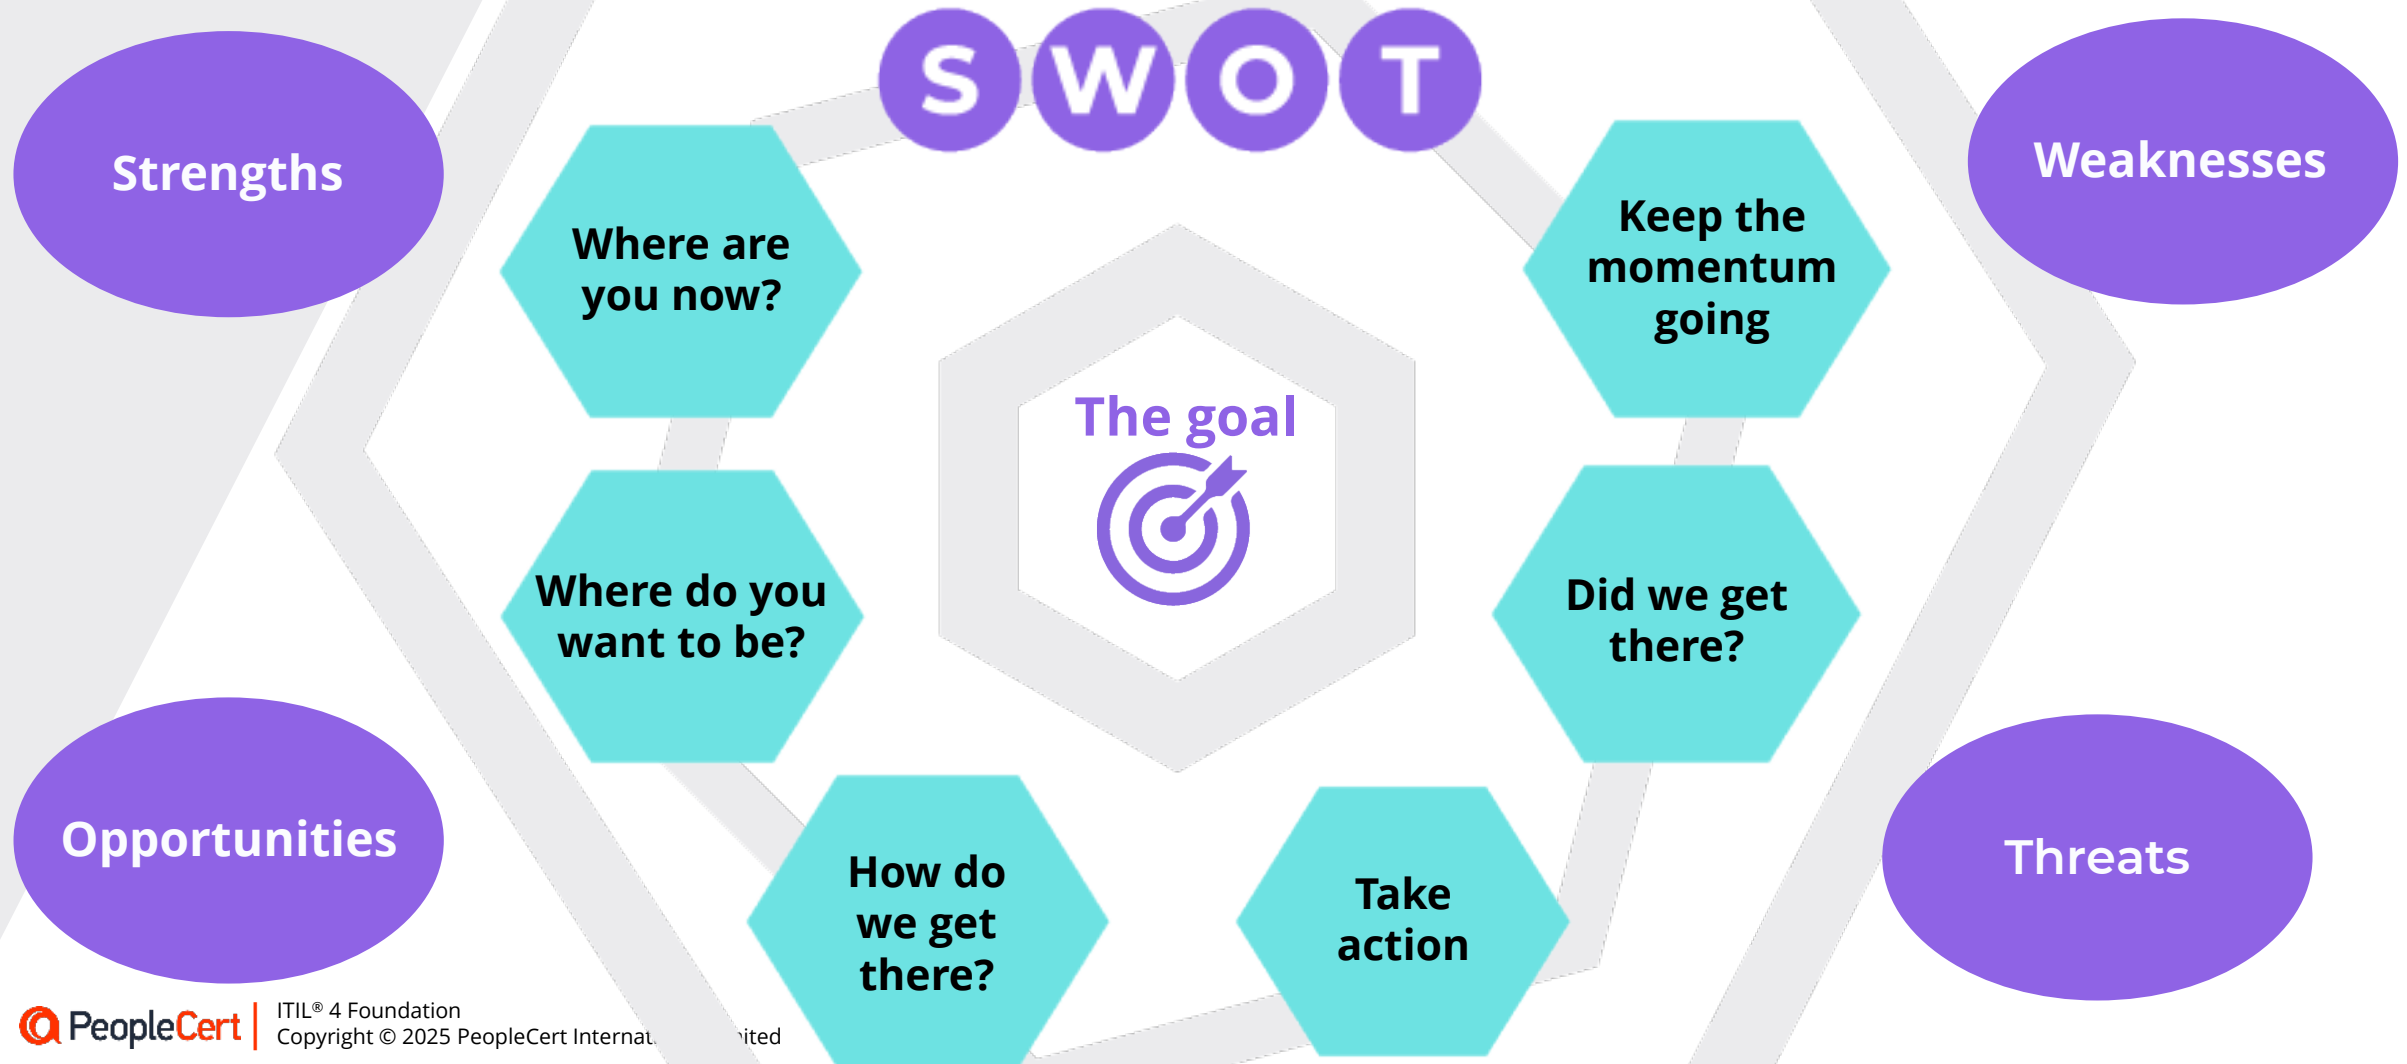 S W O T
Strengths
Weaknesses
Where are
you now?
Keep the
momentum
going
The goal
Where do you
want to be?
Did we get
there?
Opportunities
Threats
How do
we get
there?
Take
action
PeopleCert
ITIL® 4 Foundation
Copyright © 2025 PeopleCert